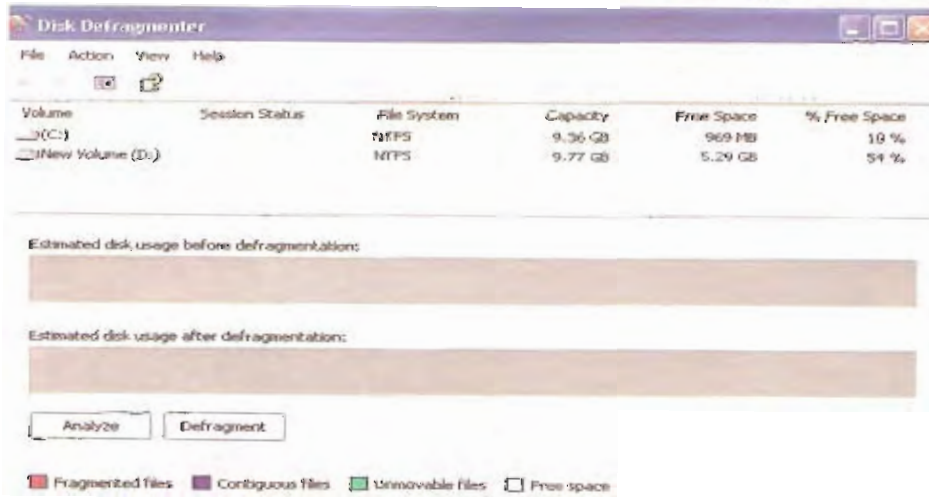 Disk Defragmenter
File Action View Help
Volume Session Status File System Capacity Free Space % Free Space
(C:) NTFS 9.36 GB 969 MB 10 %
New Volume (D:) NTFS 9.77 GB 5.29 GB 54 %
Estimated disk usage before defragmentation:
Estimated disk usage after defragmentation:
Analyze Defragment
Fragmented files Contiguous files Unmovable files Free space